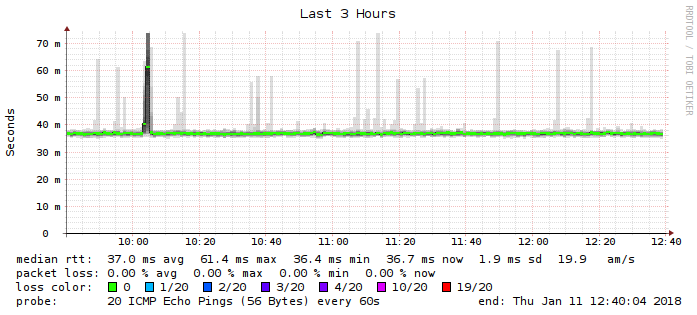 Last 3 Hours
RRDTOOL / TOBI OETIKER
Seconds
70 m
60 m
50 m
40 m
30 m
20 m
10 m
0
10:00 10:20 10:40 11:00 11:20 11:40 12:00 12:20 12:40
median rtt: 37.0 ms avg 61.4 ms max 36.4 ms min 36.7 ms now 1.9 ms sd 19.9 am/s
packet loss: 0.00 % avg 0.00 % max 0.00 % min 0.00 % now
loss color: 0 1/20 2/20 3/20 4/20 10/20 19/20
probe: 20 ICMP Echo Pings (56 Bytes) every 60s end: Thu Jan 11 12:40:04 2018